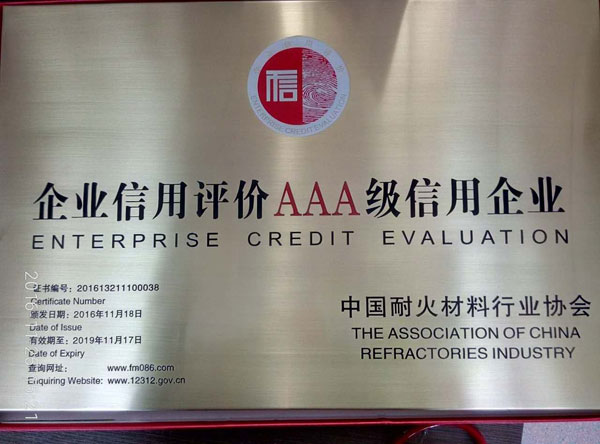 ENTERPRISE CREDIT EVALUATION
企业信用评价AAA级信用企业
ENTERPRISE CREDIT EVALUATION
证书编号：201613211100038
Certificate Number
颁发日期：2016年11月18日
Date of Issue
有效期至：2019年11月17日
Date of Expiry
查询网址： www.fm086.com
Enquiring Website: www.12312.gov.cn
中国耐火材料行业协会
THE ASSOCIATION OF CHINA
REFRACTORIES INDUSTRY